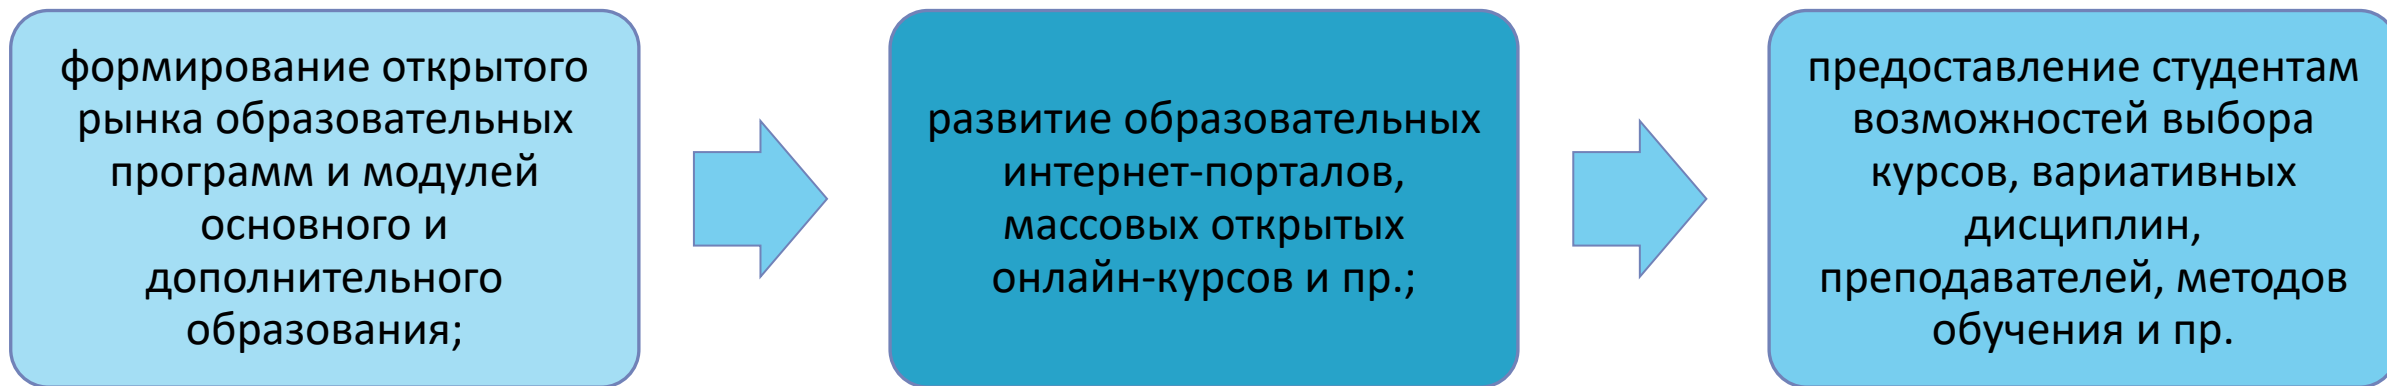 формирование открытого
рынка образовательных
программ и модулей
основного и
дополнительного
образования;
развитие образовательных
интернет-порталов,
массовых открытых
онлайн-курсов и пр.;
предоставление студентам
возможностей выбора
курсов, вариативных
дисциплин,
преподавателей, методов
обучения и пр.